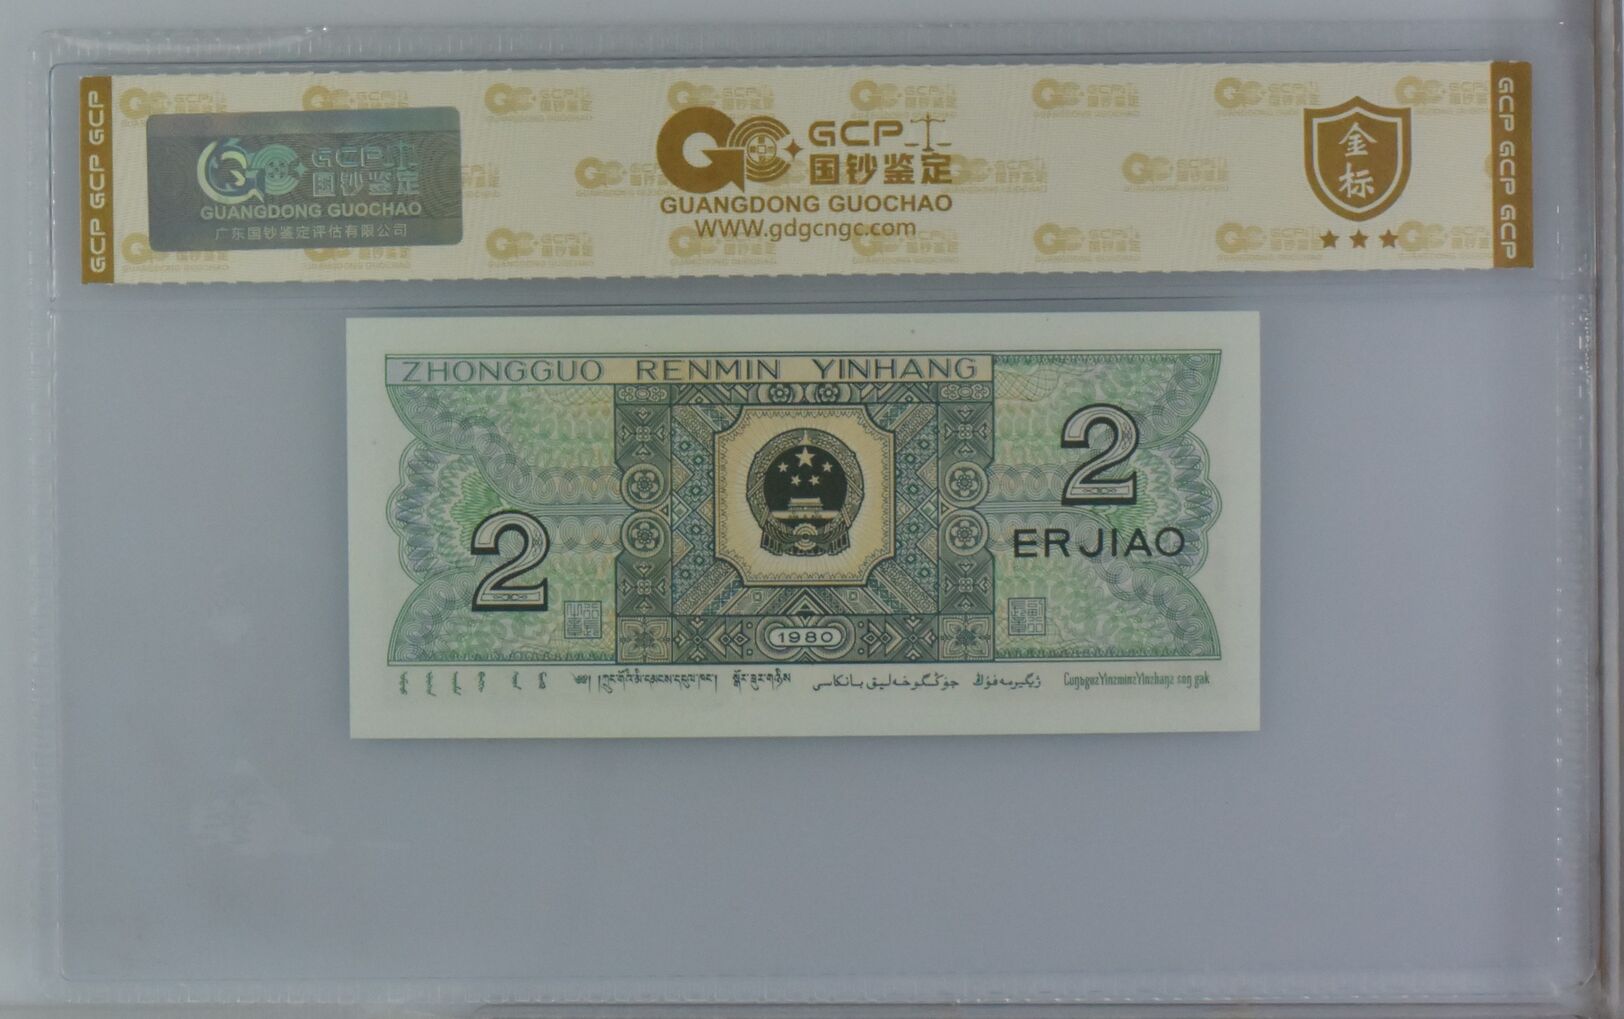 GCP GCP GCP
GCP
国钞鉴定
GUANGDONG GUOCHAO
广东国钞鉴定评估有限公司
GCP
国钞鉴定
GUANGDONG GUOCHAO
WWW.gdgcngc.com
金标
GCP GCP GCP
ZHONGGUO RENMIN YINHANG
2
ERJIAO
2
1980